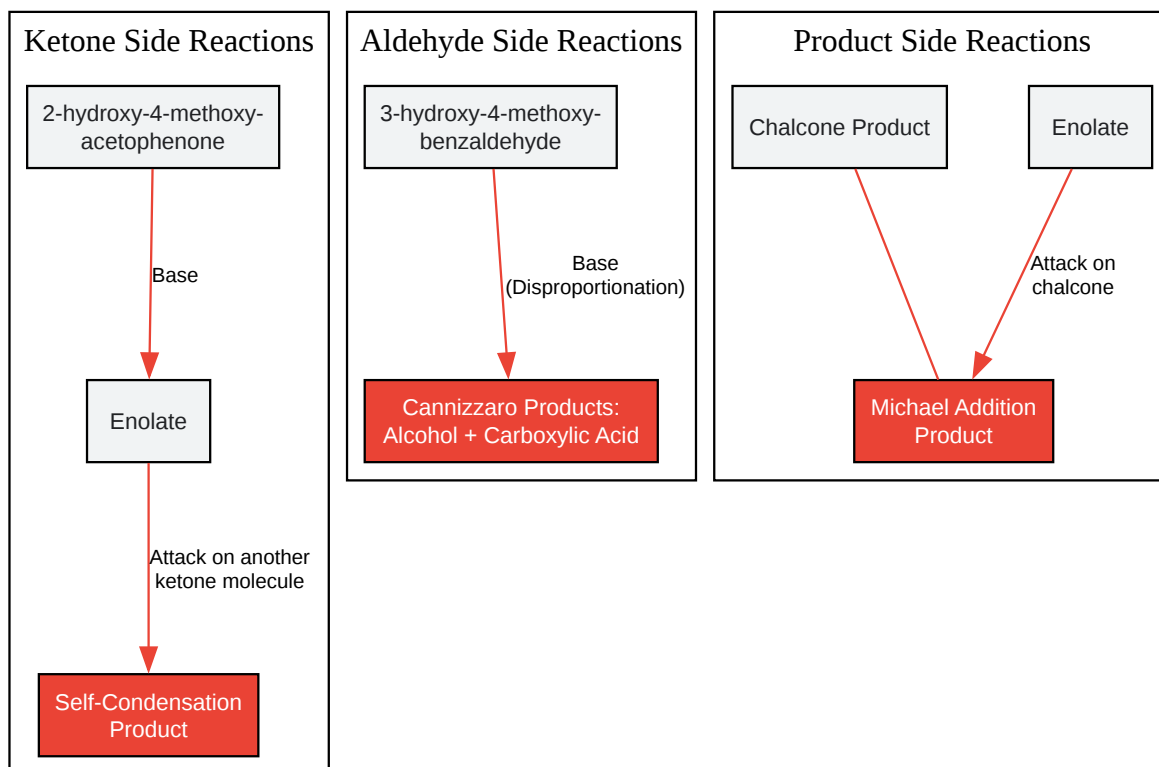 Ketone Side Reactions
2-hydroxy-4-methoxy-
acetophenone
Base
Enolate
Attack on another
ketone molecule
Self-Condensation
Product
Aldehyde Side Reactions
3-hydroxy-4-methoxy-
benzaldehyde
Base
(Disproportionation)
Cannizzaro Products:
Alcohol + Carboxylic Acid
Product Side Reactions
Chalcone Product
Enolate
Attack on
chalcone
Michael Addition
Product